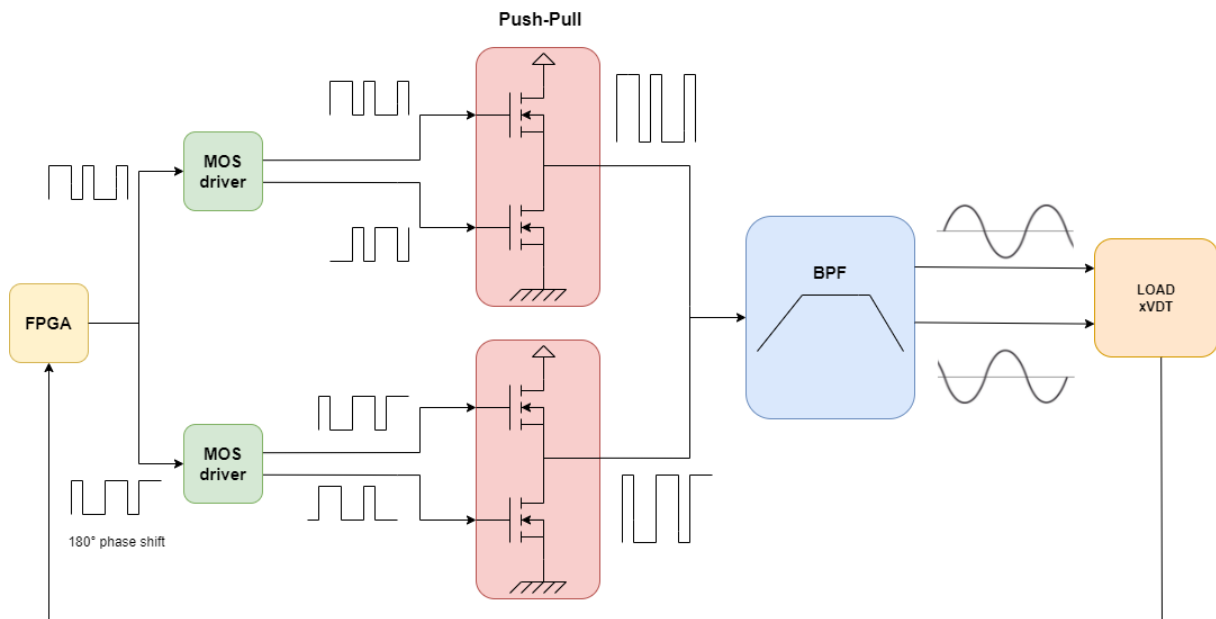 Push-Pull
MOS
driver
FPGA
BPF
LOAD
xVDT
MOS
driver
180° phase shift